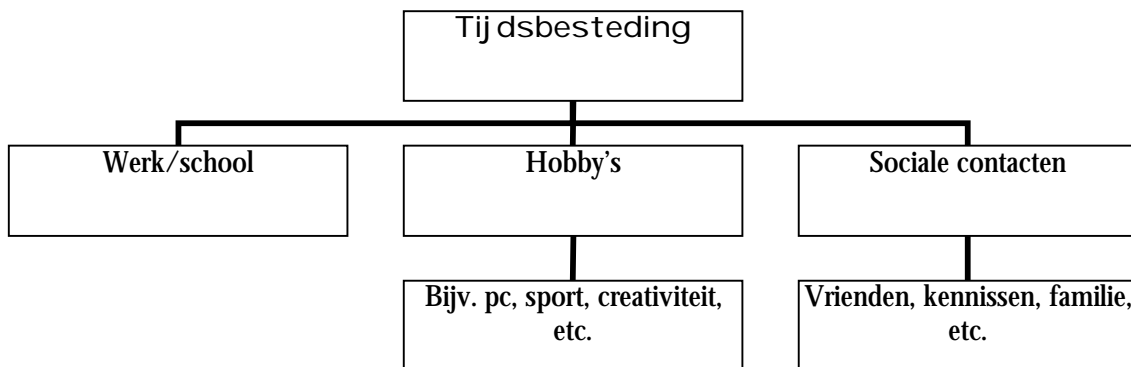 Tijdsbesteding
Werk/school
Hobby's
Sociale contacten
Bijv. pc, sport, creativiteit,
etc.
Vrienden, kennissen, familie,
etc.